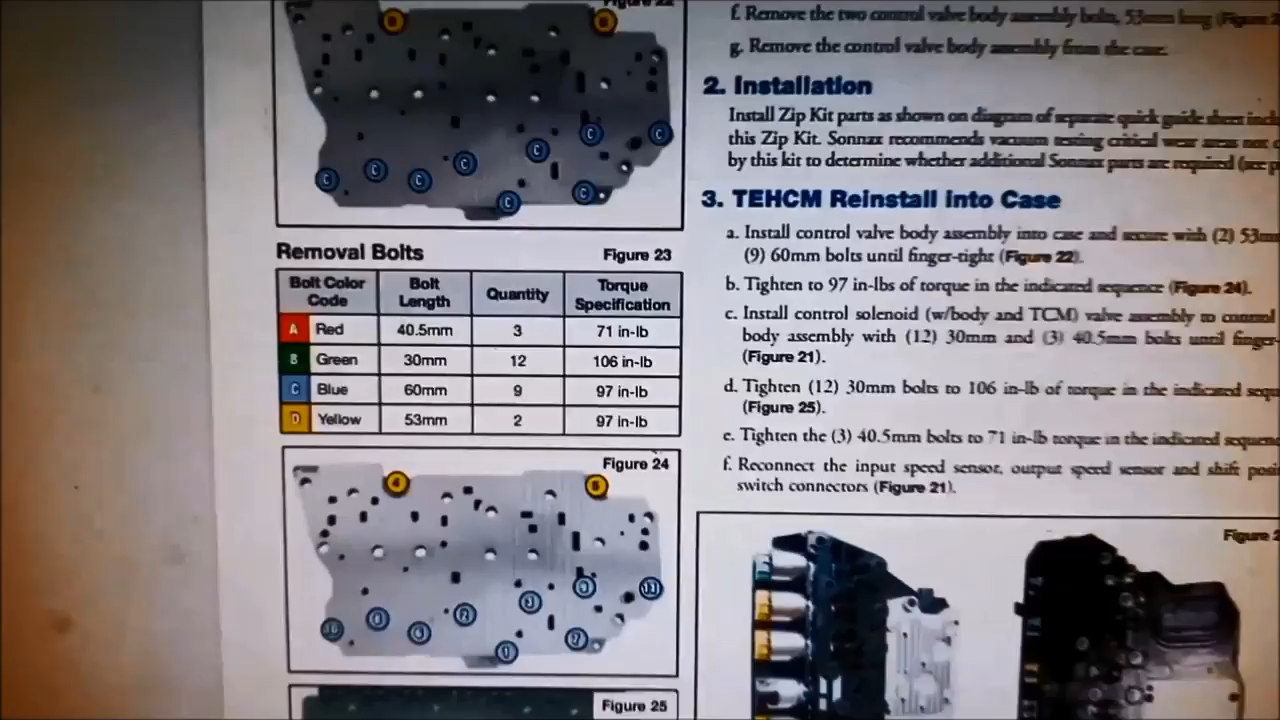 Figure 22
D D
C C C C C C C C C
Removal Bolts
Figure 23
Bolt Color Code Bolt Length Quantity Torque Specification
A Red 40.5mm 3 71 in-lb
B Green 30mm 12 106 in-lb
C Blue 60mm 9 97 in-lb
D Yellow 53mm 2 97 in-lb
Figure 24
4
Figure 25
f. Remove the two control valve body assembly bolts, 53mm long (Figure
g. Remove the control valve body assembly from the case.
2. Installation
Install Zip Kit parts as shown on diagram of separate quick guide sheet
this Zip Kit. Sonnax recommends vacuum testing critical wear areas not
by this kit to determine whether additional Sonnax parts are required (see
3. TEHCM Reinstall into Case
a. Install control valve body assembly into case and secure with (2) 53mm
(9) 60mm bolts until finger-tight (Figure 22).
b. Tighten to 97 in-lbs of torque in the indicated sequence (Figure 24).
c. Install control solenoid (w/body and TCM) valve assembly to control
body assembly with (12) 30mm and (3) 40.5mm bolts until finger-
(Figure 21).
d. Tighten (12) 30mm bolts to 106 in-lb of torque in the indicated
(Figure 25).
e. Tighten the (3) 40.5mm bolts to 71 in-lb torque in the indicated
f. Reconnect the input speed sensor, output speed sensor and shift
switch connectors (Figure 21).
Figure